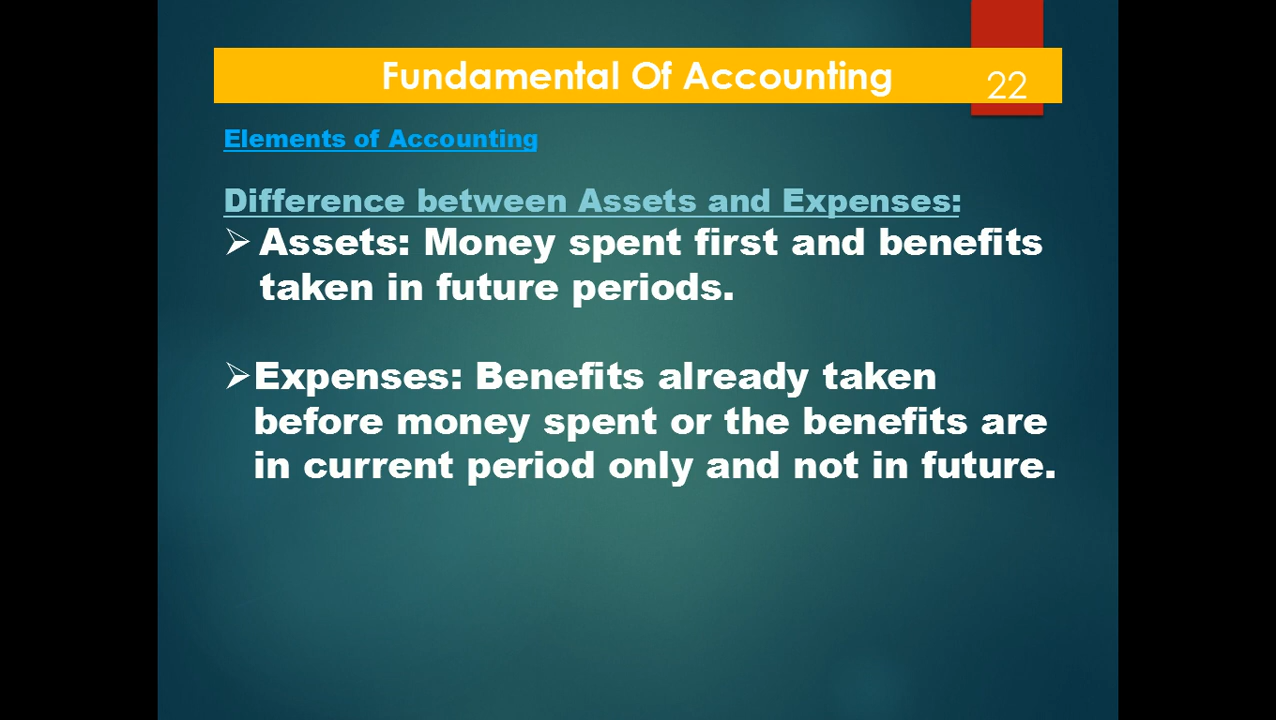 Fundamental Of Accounting
22
Elements of Accounting
Difference between Assets and Expenses:
➢ Assets: Money spent first and benefits
taken in future periods.
➢ Expenses: Benefits already taken
before money spent or the benefits are
in current period only and not in future.